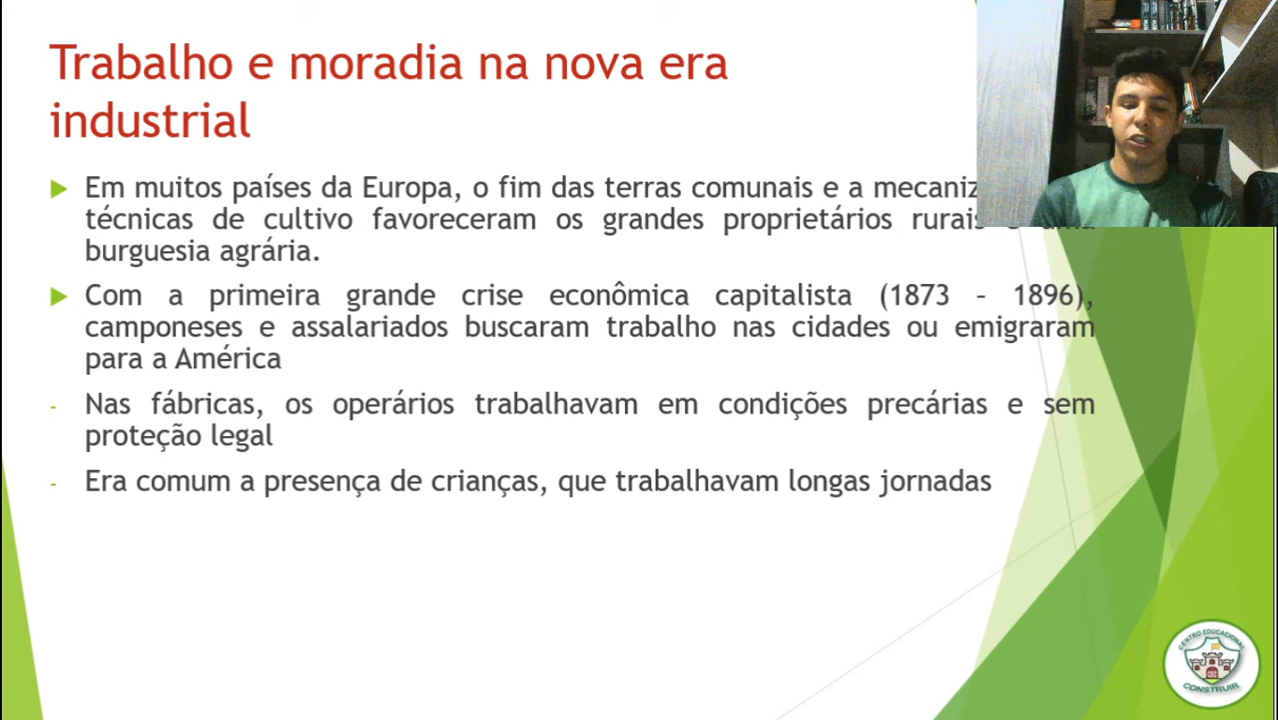 Trabalho e moradia na nova era
industrial
Em muitos países da Europa, o fim das terras comunais e a
técnicas de cultivo favoreceram os grandes proprietários rurais
burguesia agrária.
Com a primeira grande crise econômica capitalista (1873 – 1896),
camponeses e assalariados buscaram trabalho nas cidades ou emigraram
para a América
- Nas fábricas, os operários trabalhavam em condições precárias e sem
proteção legal
- Era comum a presença de crianças, que trabalhavam longas jornadas
CENTRO EDUCACIONAL
CEC
CONSTRUIR